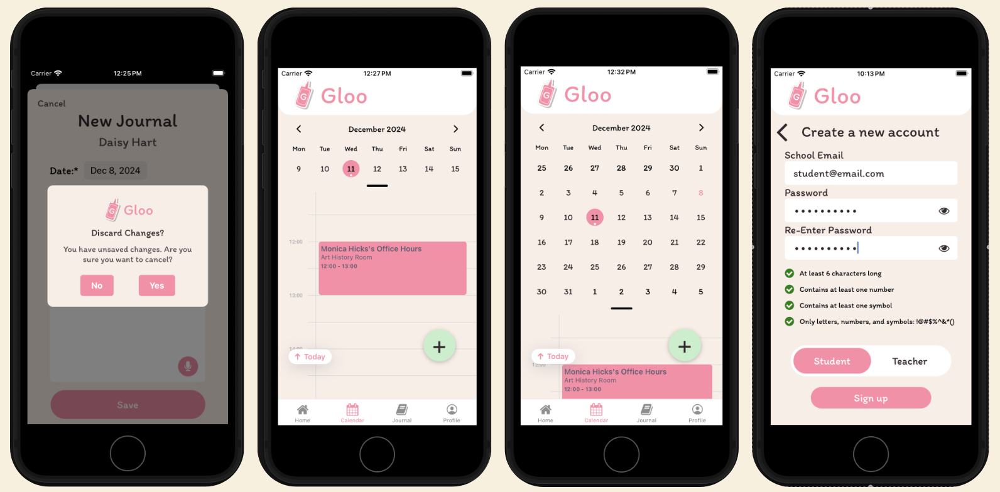 Carrier 12:25 PM
Cancel
New Journal
Daisy Hart
Date:* Dec 8, 2024
G Gloo
Discard Changes?
You have unsaved changes. Are you
sure you want to cancel?
No Yes
Save
Carrier 12:27 PM
G Gloo
December 2024
Mon Tue Wed Thu Fri Sat Sun
9 10 11 12 13 14 15
12:00
Monica Hicks's Office Hours
Art History Room
12:00 - 13:00
13:00
14:00
↑ Today
+
Home Calendar Journal Profile
Carrier 12:32 PM
G Gloo
December 2024
Mon Tue Wed Thu Fri Sat Sun
25 26 27 28 29 30 1
2 3 4 5 6 7 8
9 10 11 12 13 14 15
16 17 18 19 20 21 22
23 24 25 26 27 28 29
30 31 1 2 3 4 5
↑ Today
+
12:00
Monica Hicks's Office Hours
Art History Room
12:00 - 13:00
Home Calendar Journal Profile
Carrier 10:13 PM
G Gloo
Create a new account
School Email
student@email.com
Password
••••••••••
Re-Enter Password
••••••••••
At least 6 characters long
Contains at least one number
Contains at least one symbol
Only letters, numbers, and symbols: !@#$%^&*()
Student Teacher
Sign up